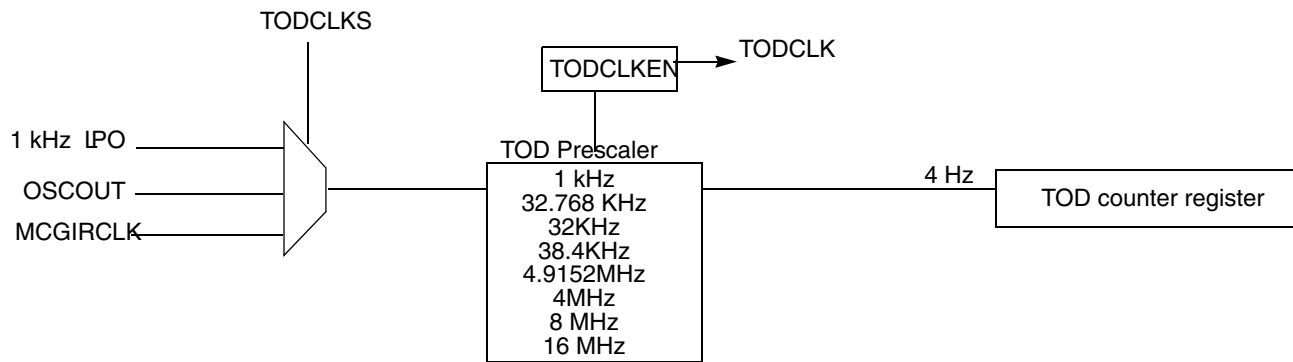 TODCLKS
TODCLKEN
TODCLK
1 kHz LPO
OSCOUT
MCGIRCLK
TOD Prescaler
1 kHz
32.768 KHz
32KHz
38.4KHz
4.9152MHz
4MHz
8 MHz
16 MHz
4 Hz
TOD counter register